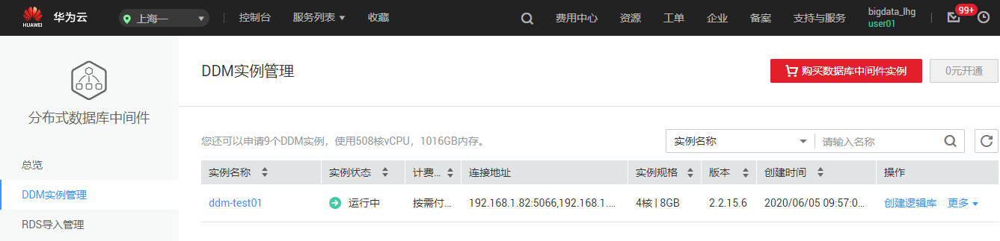 HUAWEI 华为云 上海一 控制台 服务列表 收藏 费用中心 资源 工单 企业 备案 支持与服务 bigdata_lhg 99+
user01
分布式数据库中间件
总览
DDM实例管理
RDS导入管理
DDM实例管理 购买数据库中间件实例 0元开通
您还可以申请9个DDM实例，使用508核vCPU，1016GB内存。 实例名称 请输入名称
实例名称 实例状态 计费... 连接地址 实例规格 版本 创建时间 操作
ddm-test01 运行中 按需付... 192.168.1.82:5066,192.168.1.... 4核 | 8GB 2.2.15.6 2020/06/05 09:57:0... 创建逻辑库 更多